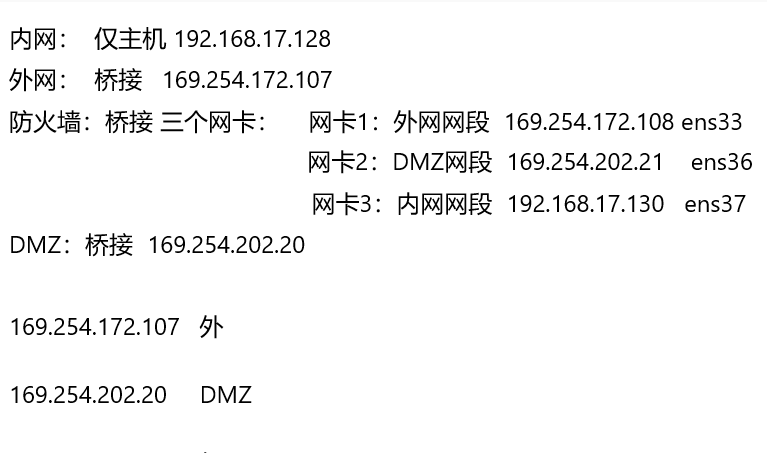 内网： 仅主机 192.168.17.128
外网： 桥接 169.254.172.107
防火墙：桥接 三个网卡： 网卡1：外网网段 169.254.172.108 ens33
网卡2：DMZ网段 169.254.202.21 ens36
网卡3：内网网段 192.168.17.130 ens37
DMZ：桥接 169.254.202.20
169.254.172.107 外
169.254.202.20 DMZ